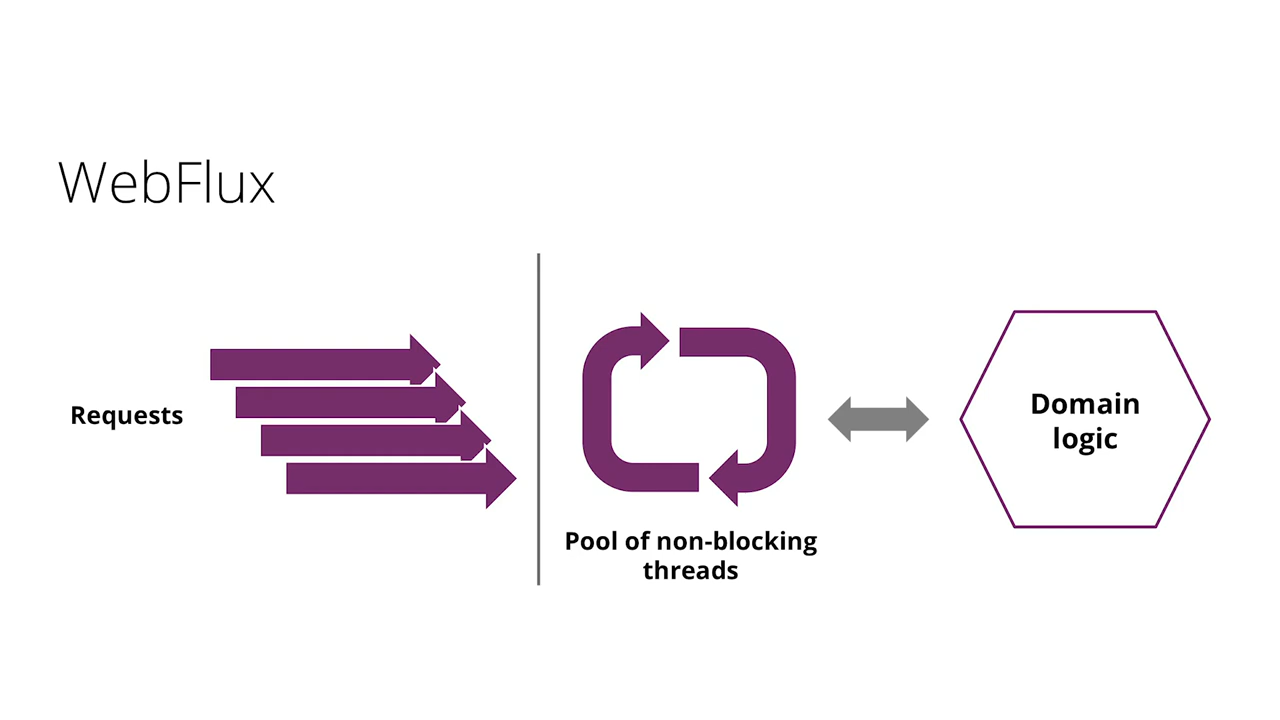 WebFlux
Requests
Pool of non-blocking
threads
Domain
logic